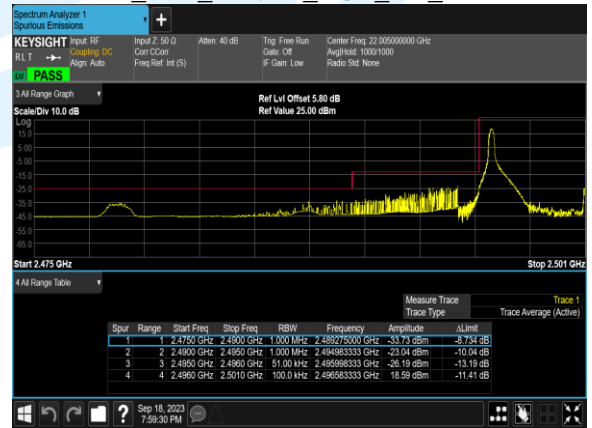 Spectrum Analyzer 1
Spurious Emissions
KEYSIGHT Input: RF
R L T Coupling: DC
Align: Auto
Input Z: 50 Ω
Corr CCorr
Freq Ref: Int (S)
Atten: 40 dB
Trig: Free Run
Gate: Off
IF Gain: Low
Center Freq: 22.005000000 GHz
Avg|Hold: 1000/1000
Radio Std: None
LV PASS
3 All Range Graph
Ref Lvl Offset 5.80 dB
Scale/Div 10.0 dB Ref Value 25.00 dBm
Log
15.0
5.00
-5.00
-15.0
-25.0
-35.0
-45.0
-55.0
-65.0
Start 2.475 GHz Stop 2.501 GHz
4 All Range Table
Measure Trace Trace 1
Trace Type Trace Average (Active)
Spur Range Start Freq Stop Freq RBW Frequency Amplitude ΔLimit
1 1 2.4750 GHz 2.4900 GHz 1.000 MHz 2.489275000 GHz -33.73 dBm -8.734 dB
2 2 2.4900 GHz 2.4950 GHz 1.000 MHz 2.494983333 GHz -23.04 dBm -10.04 dB
3 3 2.4950 GHz 2.4960 GHz 51.00 kHz 2.495998333 GHz -26.19 dBm -13.19 dB
4 4 2.4960 GHz 2.5010 GHz 100.0 kHz 2.496583333 GHz 18.59 dBm -11.41 dB
Sep 18, 2023
7:59:30 PM